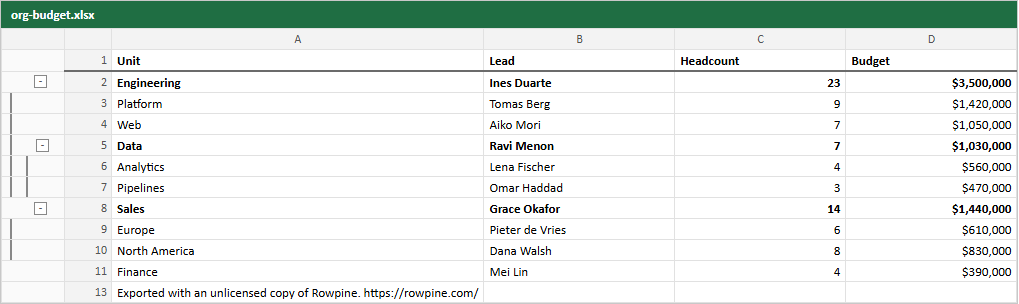 org-budget.xlsx
A B C D
1 Unit Lead Headcount Budget
- 2 Engineering Ines Duarte 23 $3,500,000
3 Platform Tomas Berg 9 $1,420,000
4 Web Aiko Mori 7 $1,050,000
- 5 Data Ravi Menon 7 $1,030,000
6 Analytics Lena Fischer 4 $560,000
7 Pipelines Omar Haddad 3 $470,000
- 8 Sales Grace Okafor 14 $1,440,000
9 Europe Pieter de Vries 6 $610,000
10 North America Dana Walsh 8 $830,000
11 Finance Mei Lin 4 $390,000
13 Exported with an unlicensed copy of Rowpine. https://rowpine.com/